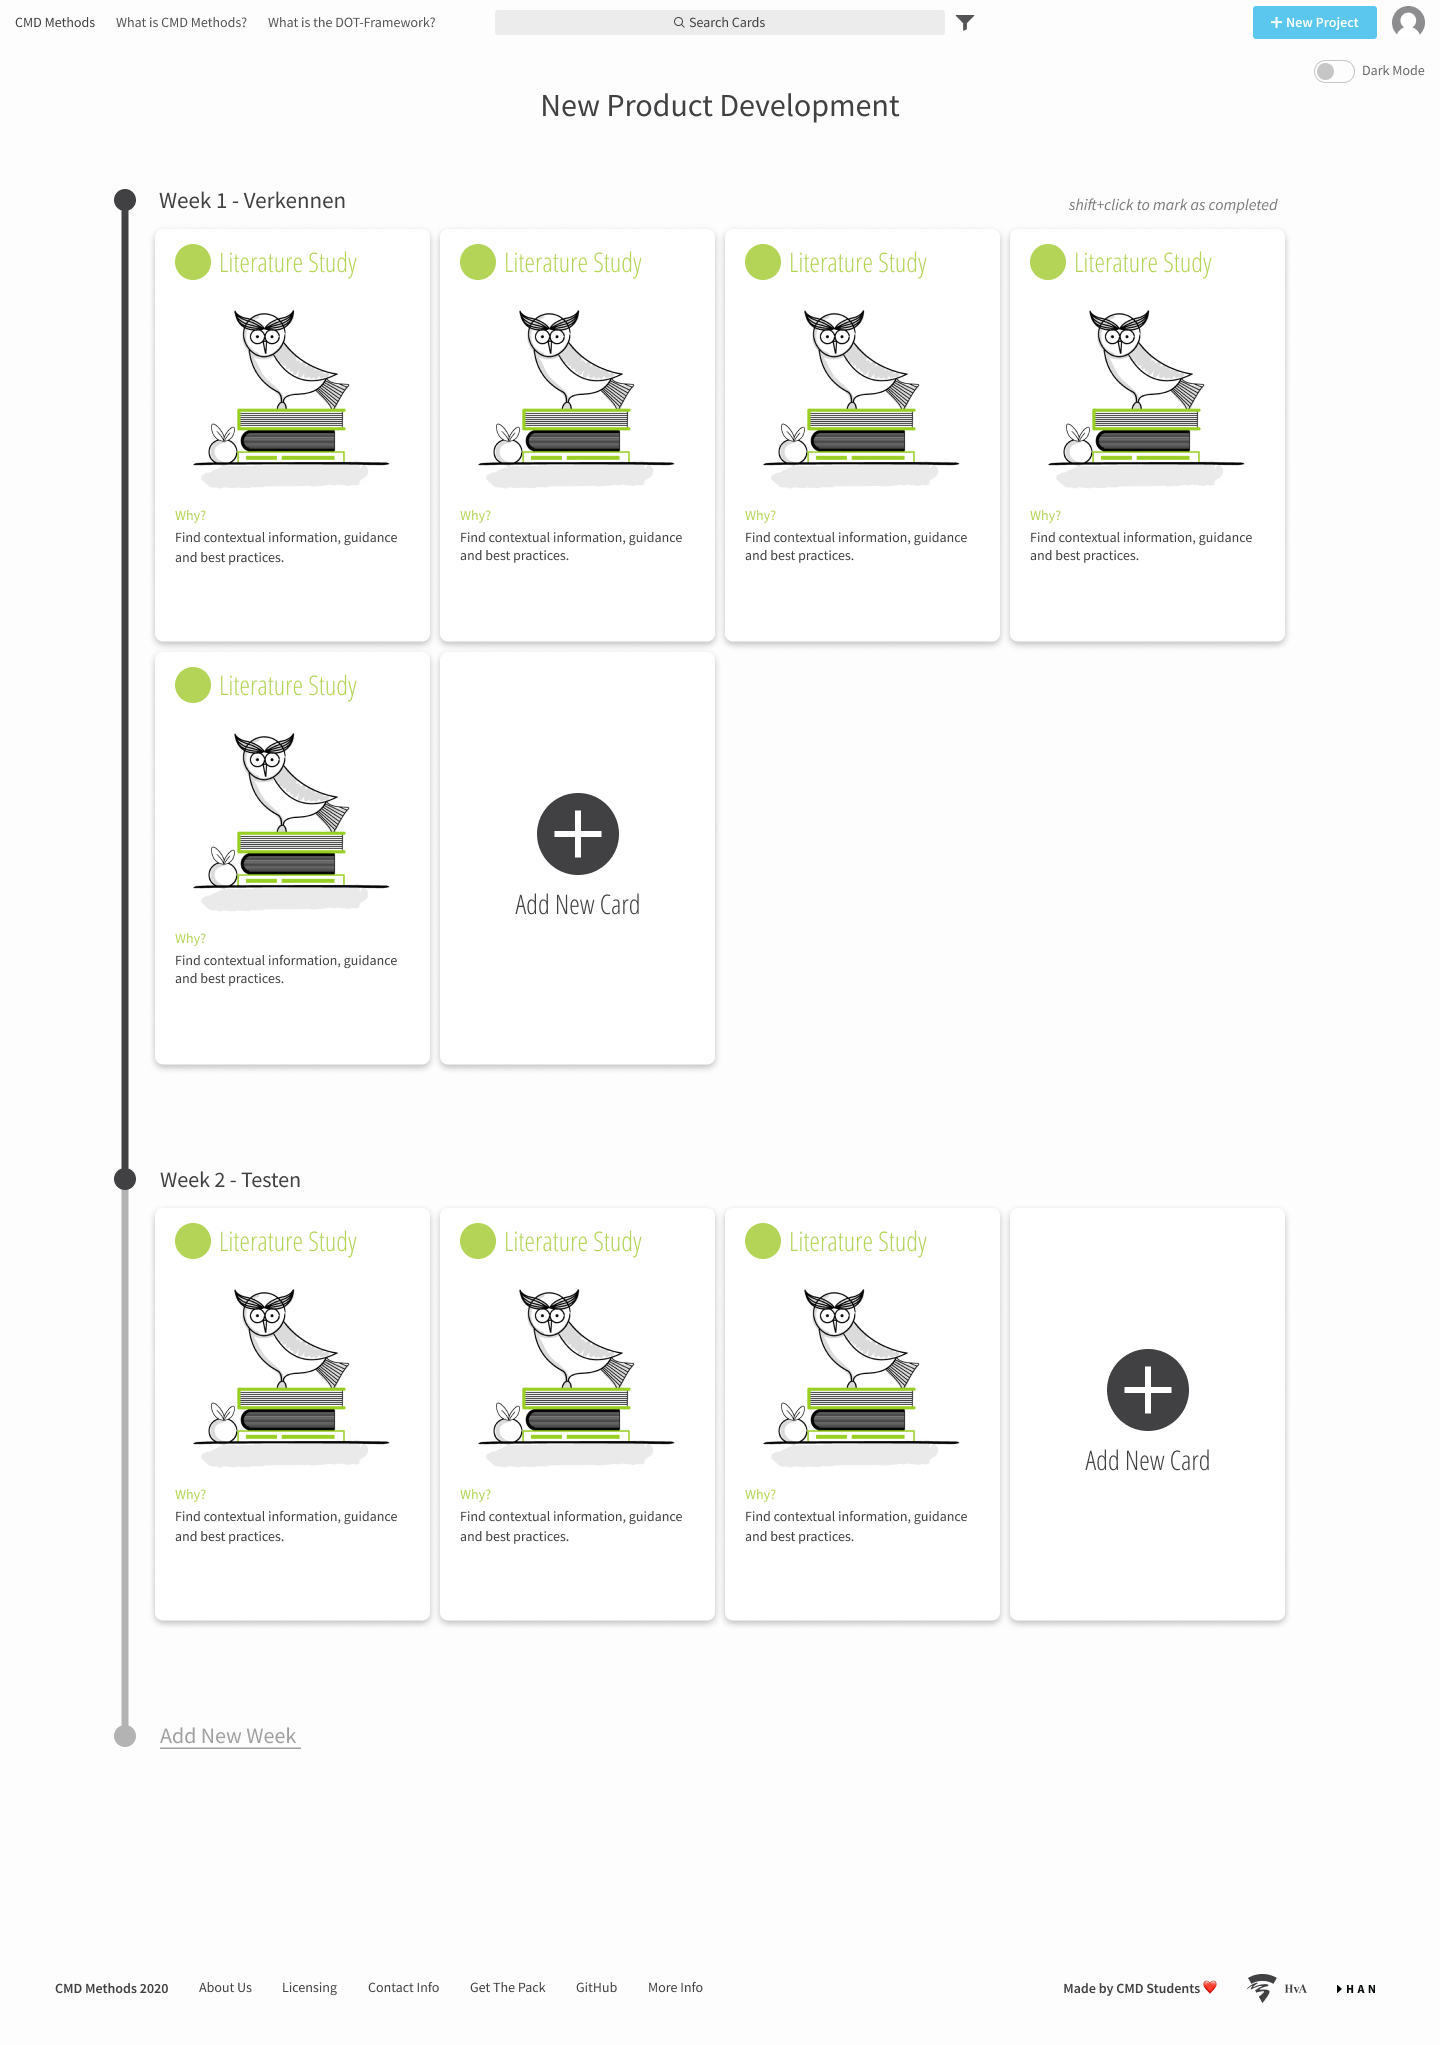 CMD Methods
What is CMD Methods?
What is the DOT-Framework?
Search Cards
New Project
Dark Mode
New Product Development
Week 1 - Verkennen
shift+click to mark as completed
Literature Study
Why?
Find contextual information, guidance
and best practices.
Literature Study
Why?
Find contextual information, guidance
and best practices.
Literature Study
Why?
Find contextual information, guidance
and best practices.
Literature Study
Why?
Find contextual information, guidance
and best practices.
Literature Study
Why?
Find contextual information, guidance
and best practices.
Add New Card
Week 2 - Testen
Literature Study
Why?
Find contextual information, guidance
and best practices.
Literature Study
Why?
Find contextual information, guidance
and best practices.
Literature Study
Why?
Find contextual information, guidance
and best practices.
Add New Card
Add New Week
CMD Methods 2020
About Us
Licensing
Contact Info
Get The Pack
GitHub
More Info
Made by CMD Students ❤️
HvA
HAN